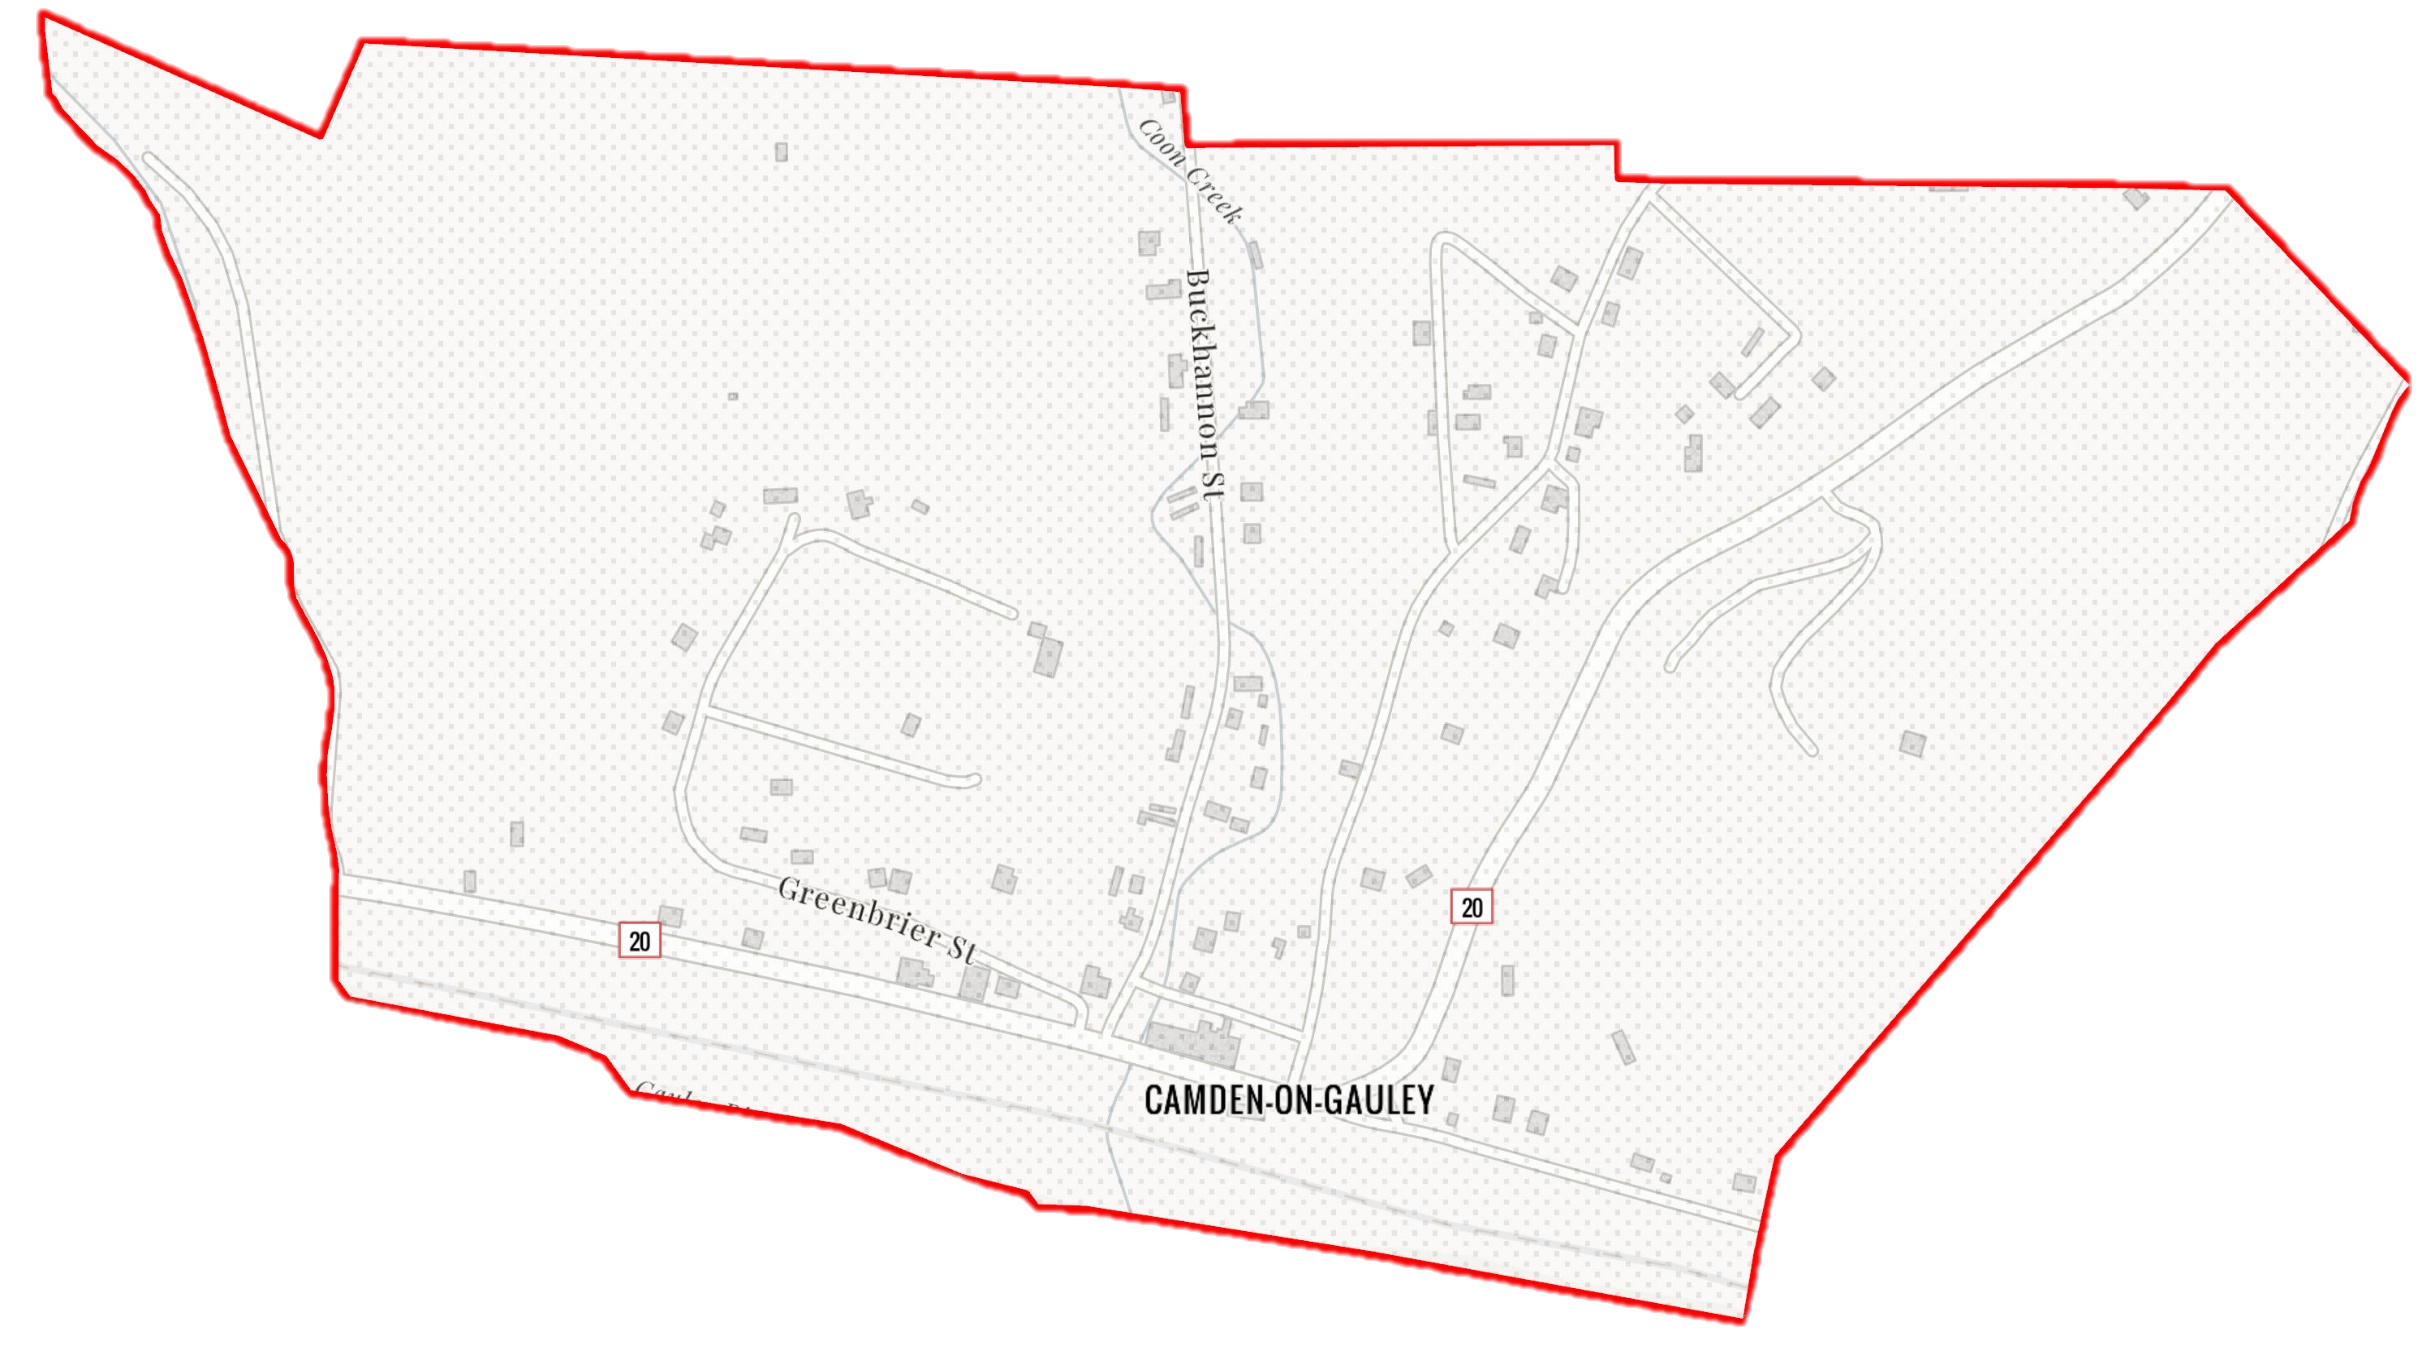 Coon Creek
Buckhannon St
Greenbrier St
20
20
CAMDEN-ON-GAULEY